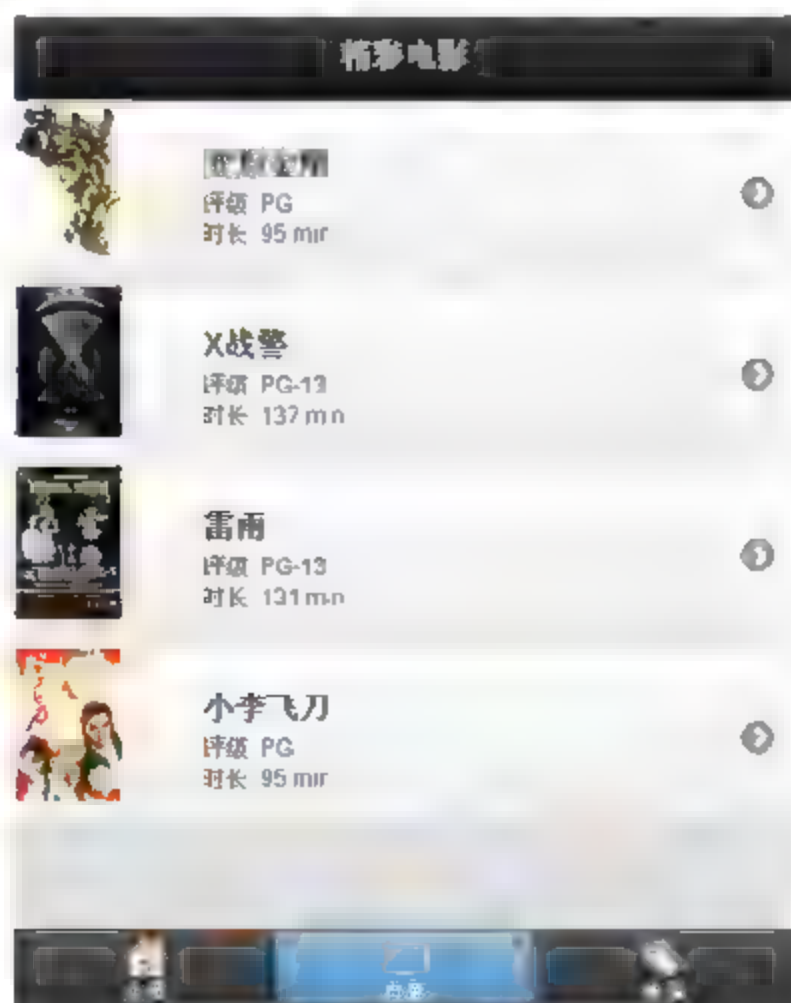 精彩电影
评级 PG
时长 95 min
X战警
评级 PG-13
时长 137 min
雷雨
评级 PG-13
时长 131 min
小李飞刀
评级 PG
时长 95 min